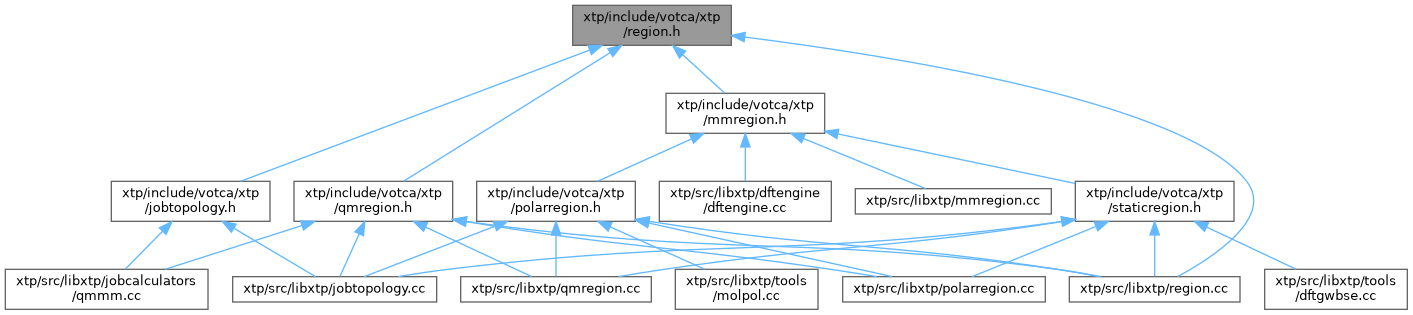 xtp/include/votca/xtp
/region.h
xtp/include/votca/xtp
/mmregion.h
xtp/include/votca/xtp
/jobtopology.h
xtp/include/votca/xtp
/qmregion.h
xtp/include/votca/xtp
/polarregion.h
xtp/src/libxtp/dftengine
/dftengine.cc
xtp/src/libxtp/mmregion.cc
xtp/include/votca/xtp
/staticregion.h
xtp/src/libxtp/jobcalculators
/qmmm.cc
xtp/src/libxtp/jobtopology.cc
xtp/src/libxtp/qmregion.cc
xtp/src/libxtp/tools
/molpol.cc
xtp/src/libxtp/polarregion.cc
xtp/src/libxtp/region.cc
xtp/src/libxtp/tools
/dftgwbse.cc